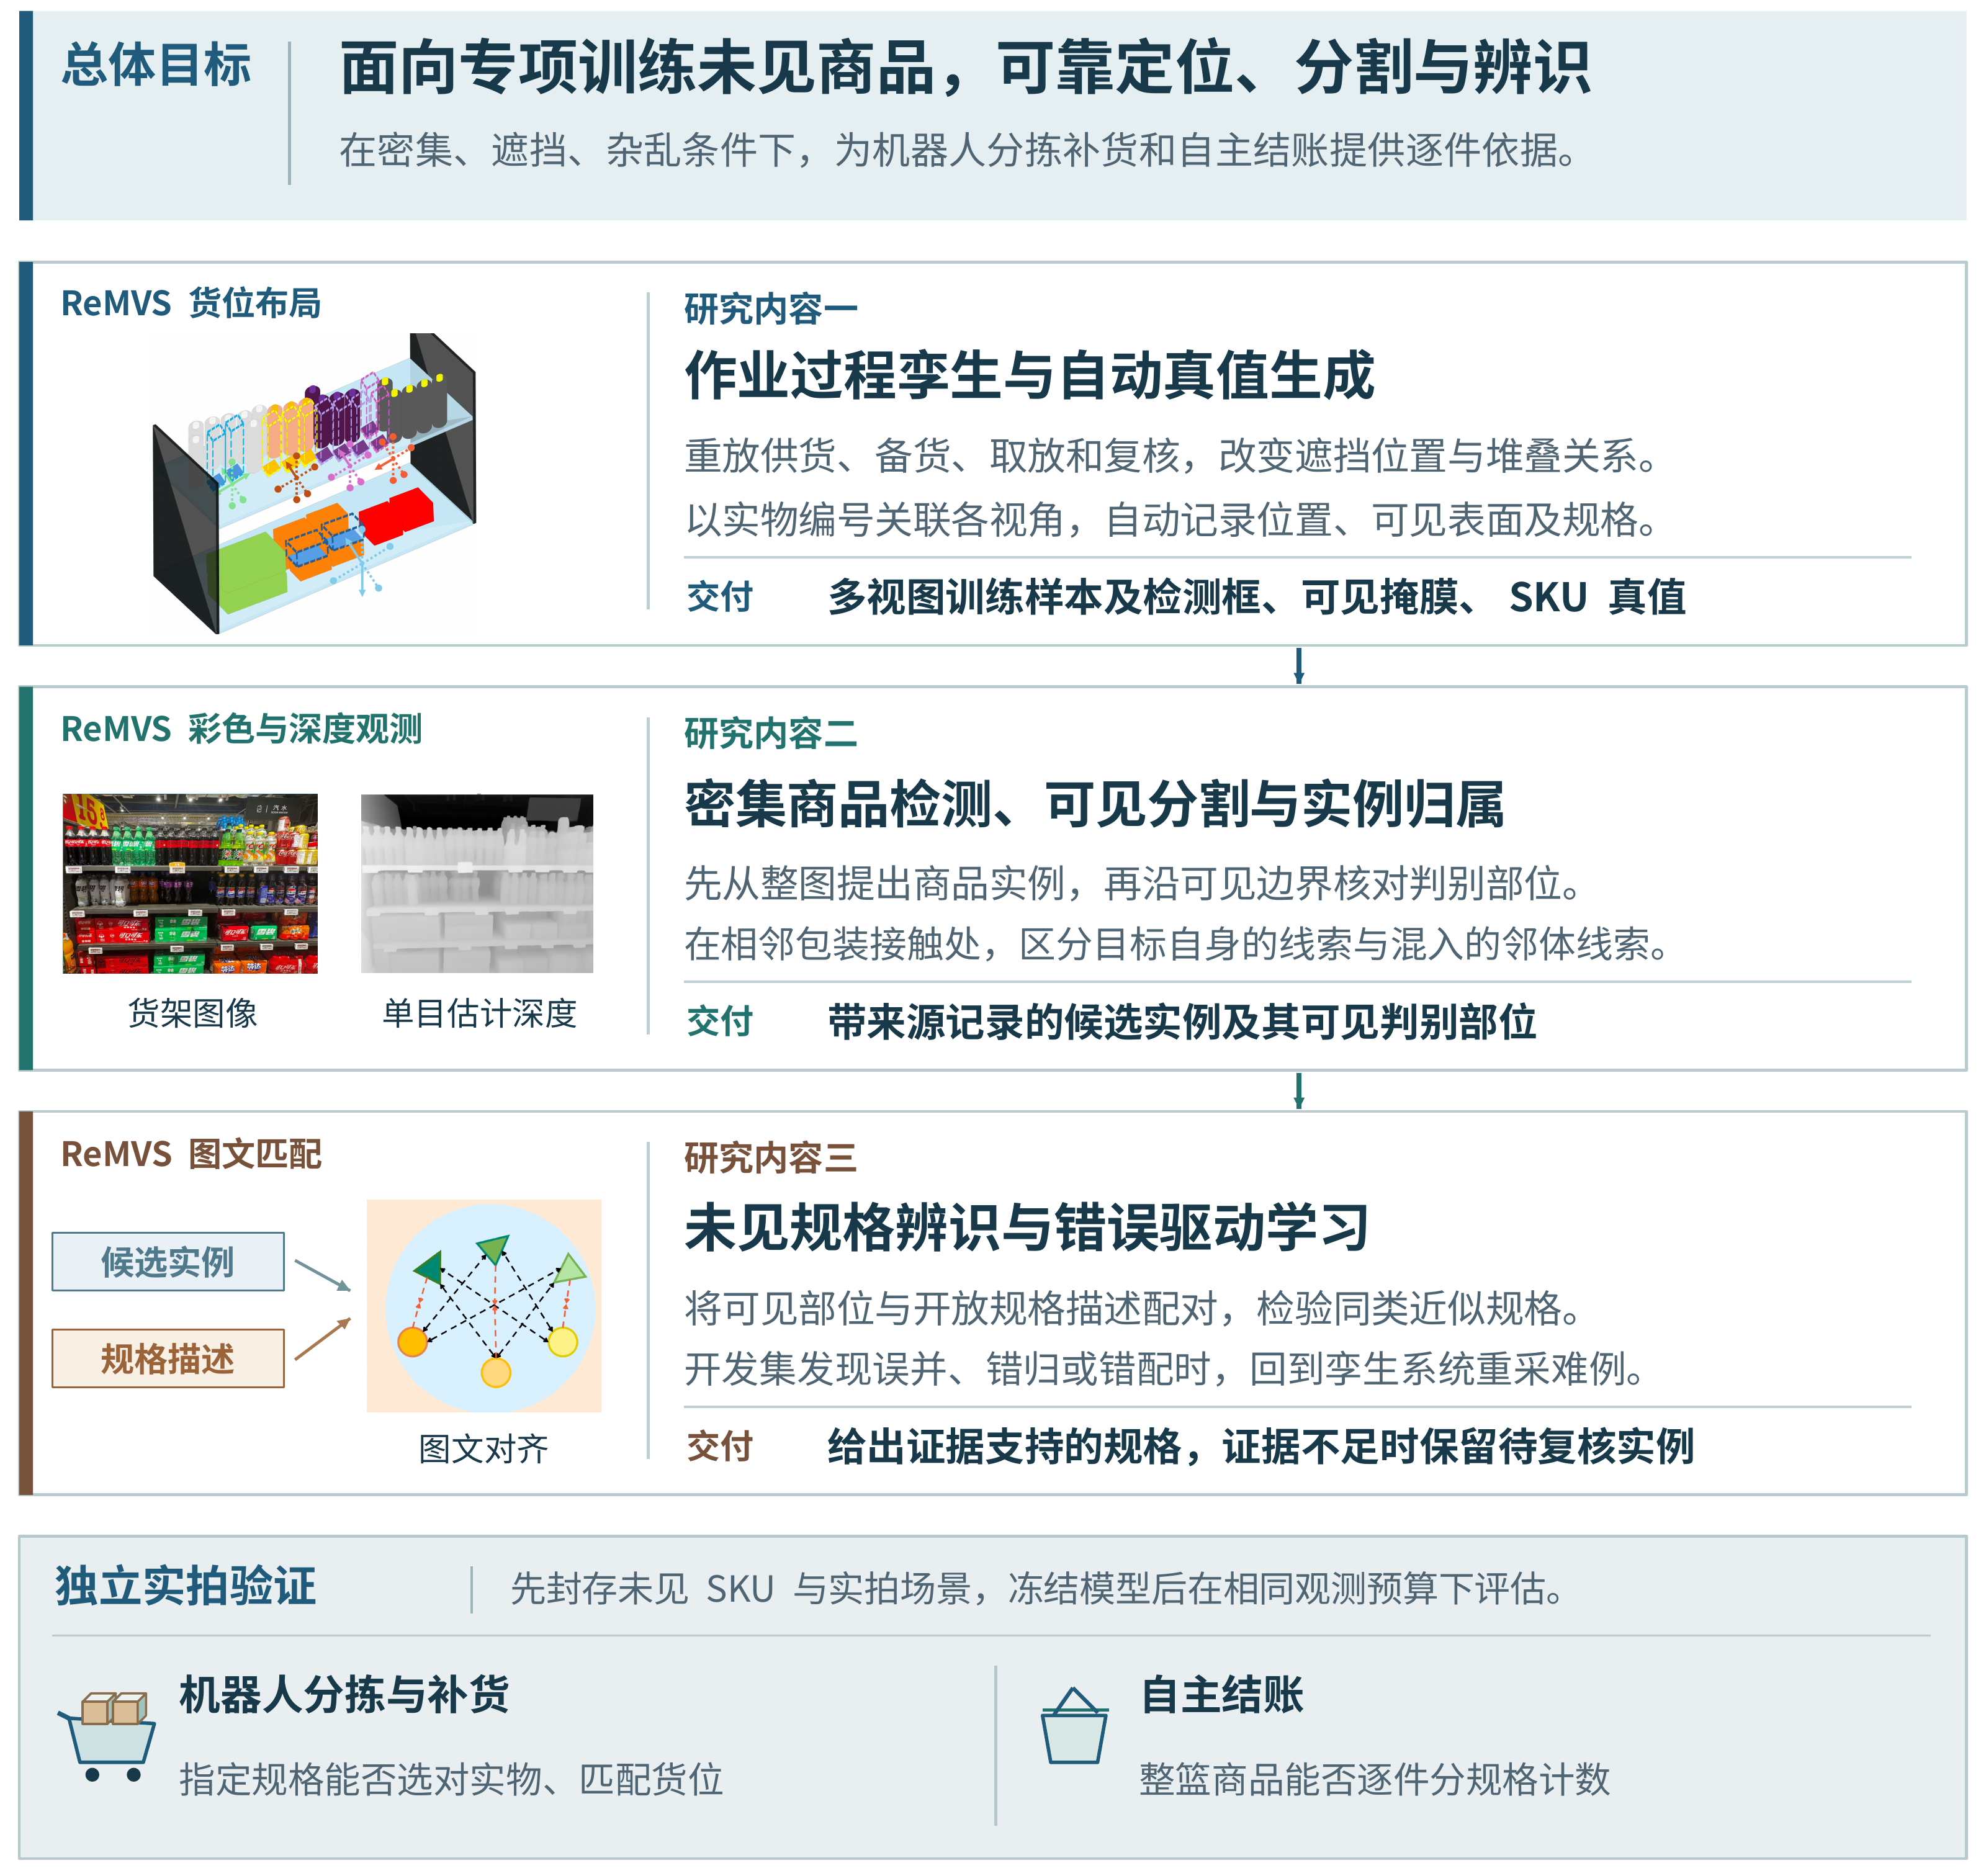 总体目标
面向专项训练未见商品，可靠定位、分割与辨识
在密集、遮挡、杂乱条件下，为机器人分拣补货和自主结账提供逐件依据。
ReMVS 货位布局
研究内容一
作业过程孪生与自动真值生成
重放供货、备货、取放和复核，改变遮挡位置与堆叠关系。
以实物编号关联各视角，自动记录位置、可见表面及规格。
交付 多视图训练样本及检测框、可见掩膜、 SKU 真值
ReMVS 彩色与深度观测
货架图像
单目估计深度
研究内容二
密集商品检测、可见分割与实例归属
先从整图提出商品实例，再沿可见边界核对判别部位。
在相邻包装接触处，区分目标自身的线索与混入的邻体线索。
交付 带来源记录的候选实例及其可见判别部位
ReMVS 图文匹配
候选实例
规格描述
图文对齐
研究内容三
未见规格辨识与错误驱动学习
将可见部位与开放规格描述配对，检验同类近似规格。
开发集发现误并、错归或错配时，回到孪生系统重采难例。
交付 给出证据支持的规格，证据不足时保留待复核实例
独立实拍验证
先封存未见 SKU 与实拍场景，冻结模型后在相同观测预算下评估。
机器人分拣与补货
指定规格能否选对实物、匹配货位
自主结账
整篮商品能否逐件分规格计数